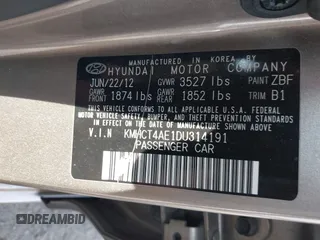 MANUFACTURED IN KOREA BY
HYUNDAI MOTOR COMPANY
JUN/22/12 GVWR 3527 lbs PAINT ZBF
GAWR FRONT 1874 lbs GAWR REAR 1852 lbs TRIM B1
THIS VEHICLE CONFORMS TO ALL APPLICABLE
U.S. FEDERAL MOTOR VEHICLE SAFETY, BUMPER,
AND THEFT PREVENTION STANDARDS IN EFFECT ON
THE DATE OF MANUFACTURE SHOWN ABOVE.
V.I.N KMHCT4AE1DU314191
PASSENGER CAR
DREAMBID